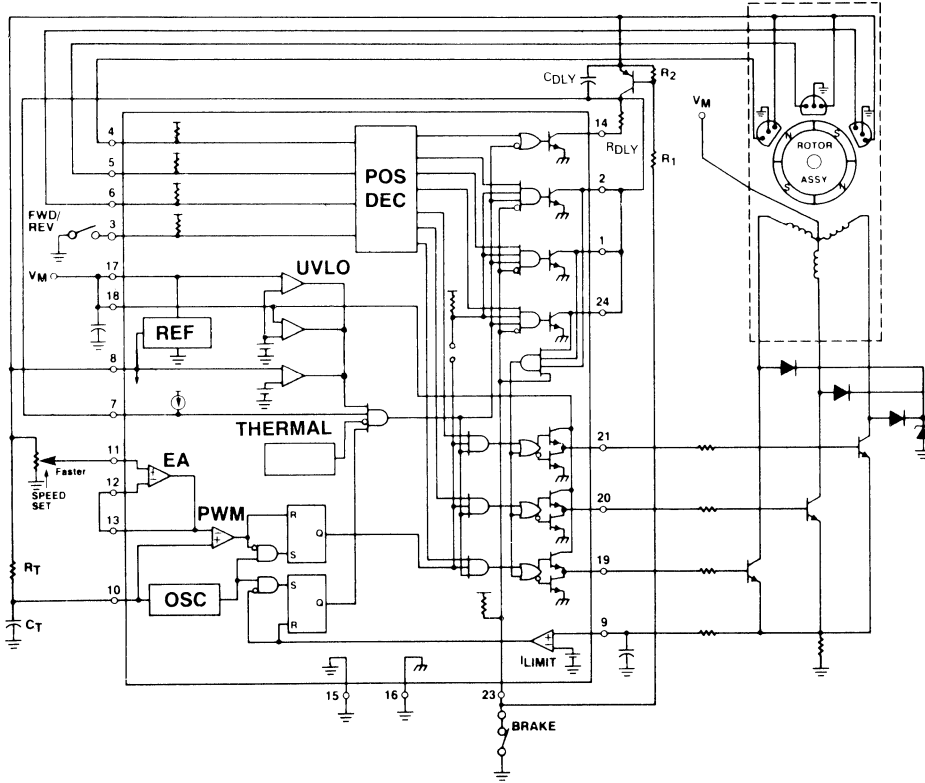 C DLY
R2
VM
4
14
R DLY
R1
5
POS
DEC
2
6
FWD/
REV
3
1
N
S
ROTOR
ASSY
S
N
VM
17
UVLO
18
24
REF
8
7
THERMAL
11
EA
21
Faster
12
SPEED
SET
13
PWM
R
Q
S
20
RT
10
OSC
S
Q
R
19
CT
9
ILIMIT
15
16
23
BRAKE